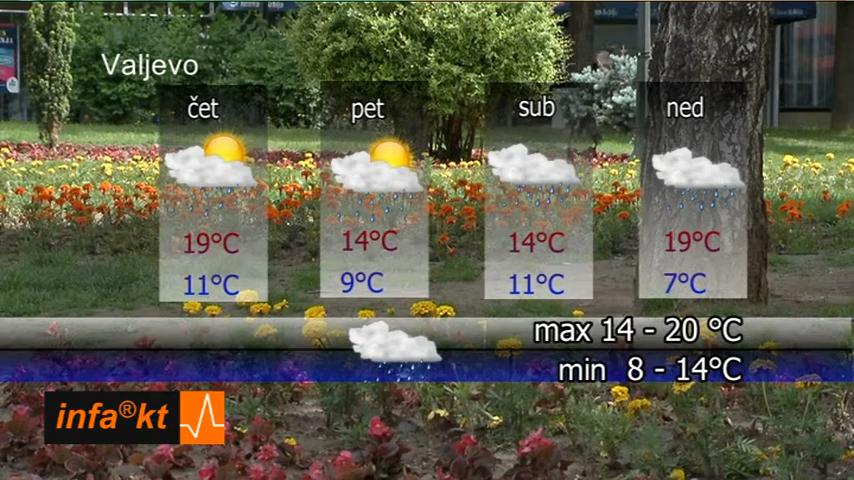 Valjevo
čet pet sub ned
19°C 14°C 14°C 19°C
11°C 9°C 11°C 7°C
max 14 - 20 °C
min 8 - 14°C
infa®kt